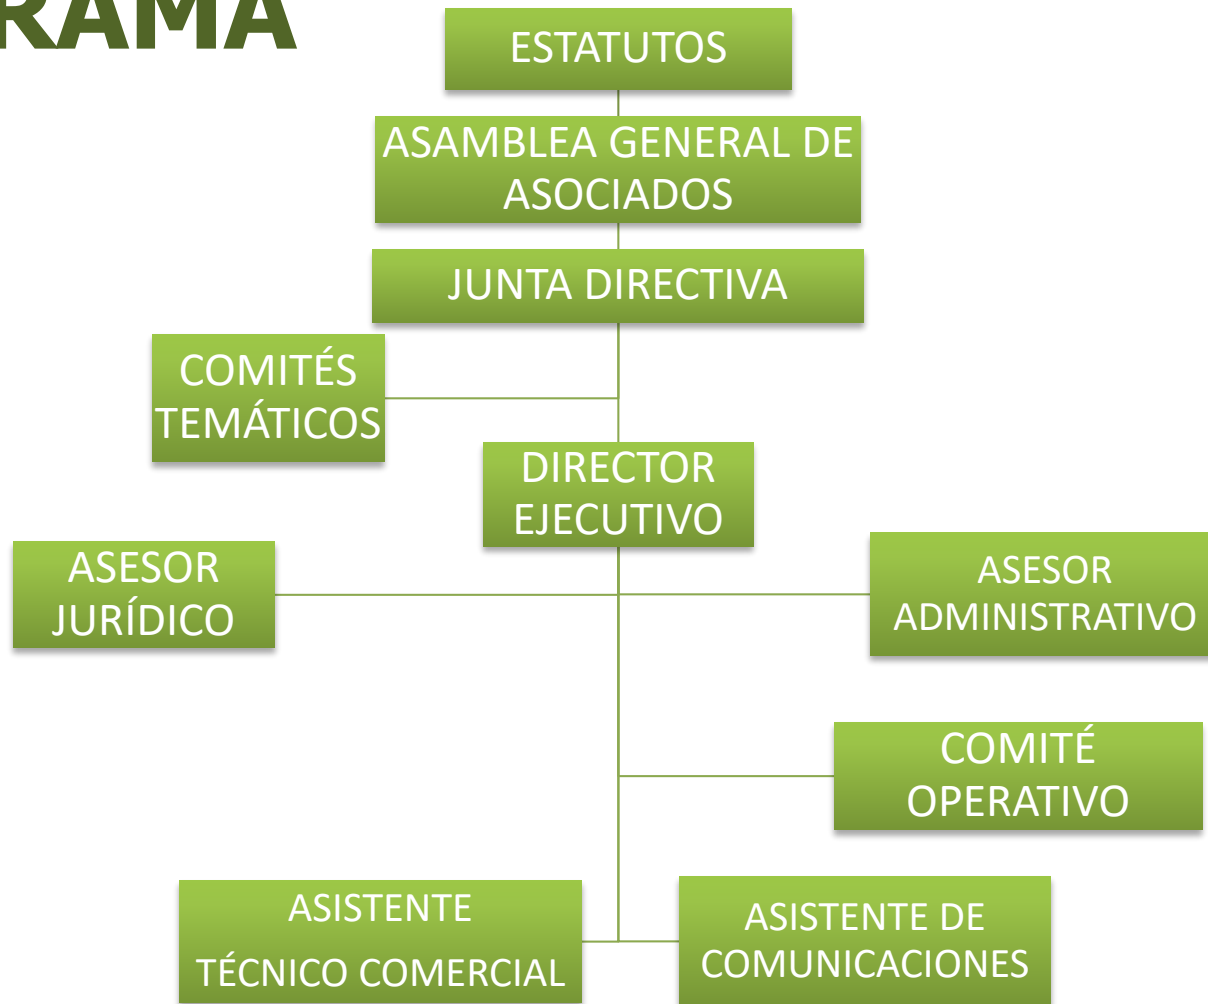 RAMA
ESTATUTOS
ASAMBLEA GENERAL DE
ASOCIADOS
JUNTA DIRECTIVA
COMITÉS
TEMÁTICOS
DIRECTOR
EJECUTIVO
ASESOR
JURÍDICO
ASESOR
ADMINISTRATIVO
COMITÉ
OPERATIVO
ASISTENTE
TÉCNICO COMERCIAL
ASISTENTE DE
COMUNICACIONES